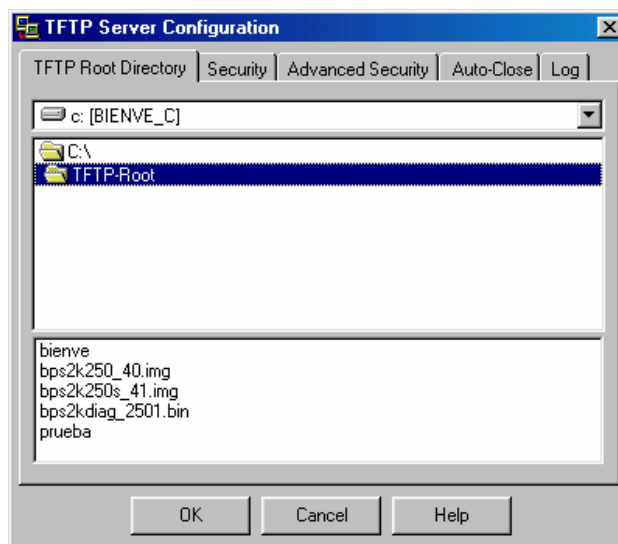 TFTP Server Configuration
TFTP Root Directory Security Advanced Security Auto-Close Log
c: [BIENVE_C]
C:\
TFTP-Root
bienve
bps2k250_40.img
bps2k250s_41.img
bps2kdiag_2501.bin
prueba
OK Cancel Help